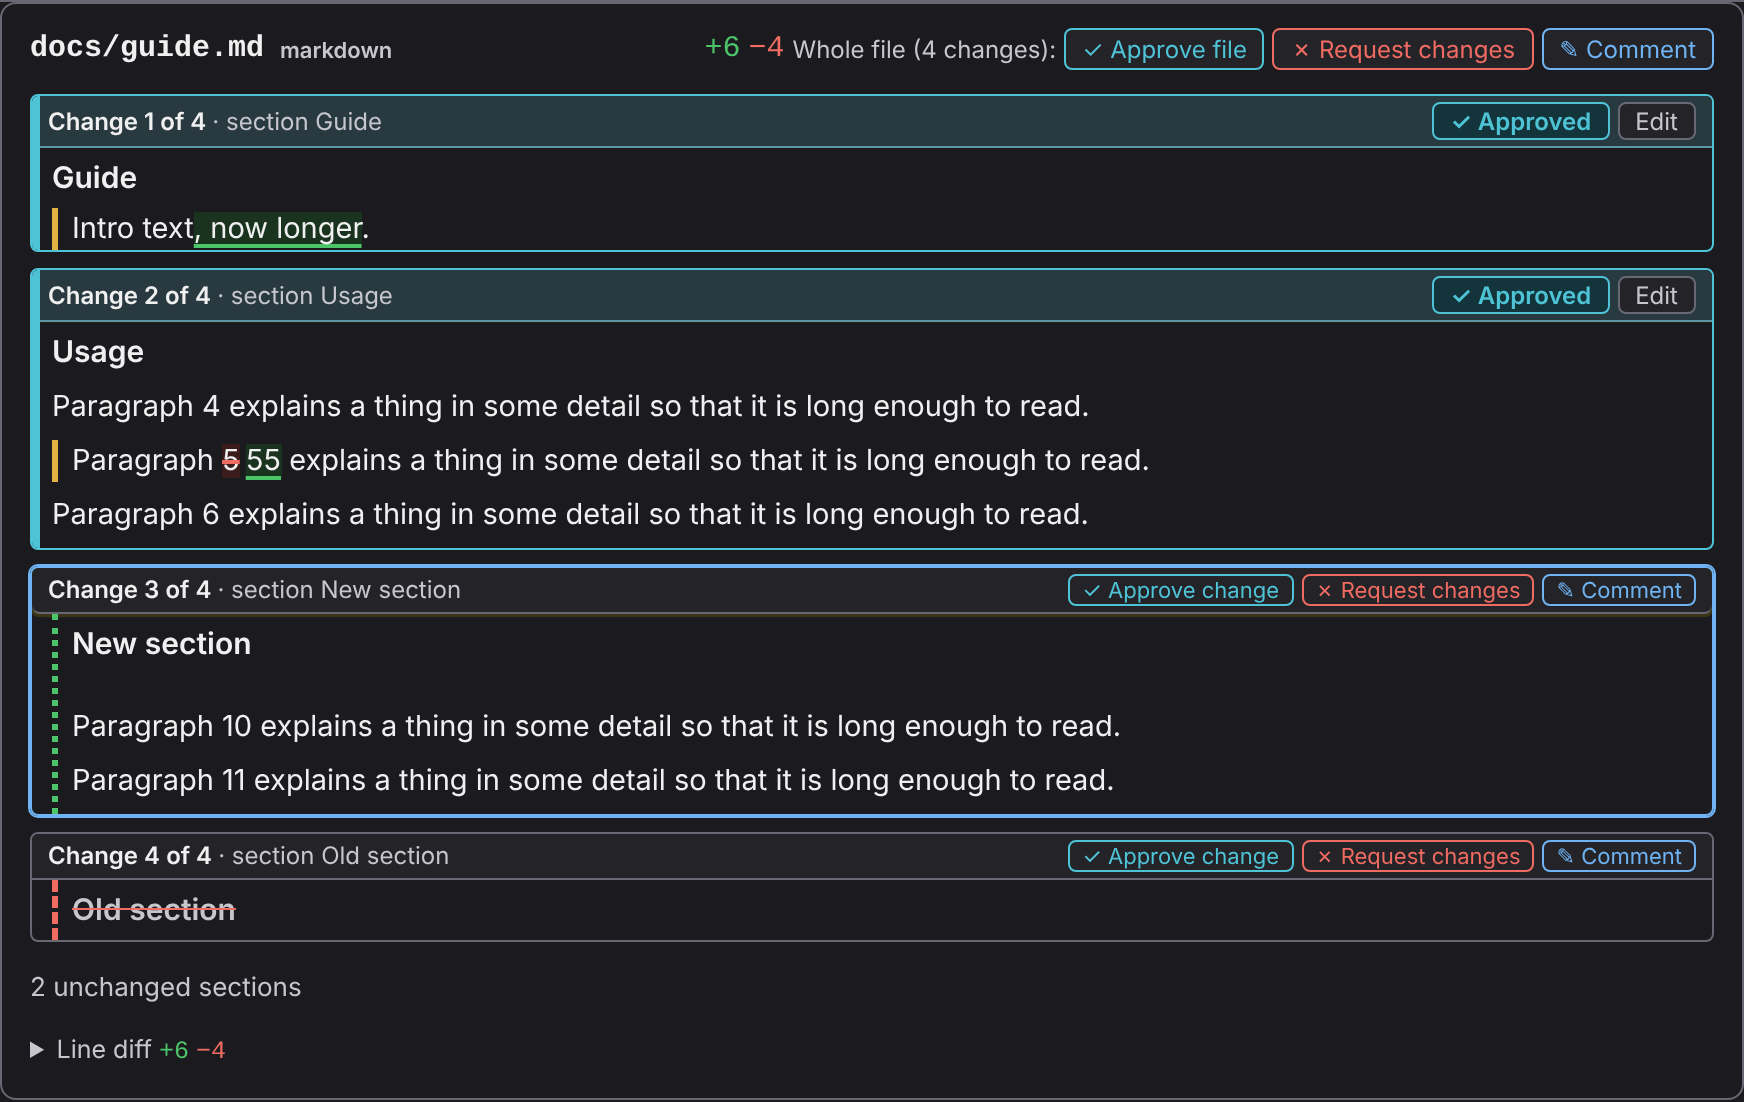 docs/guide.md markdown +6 −4 Whole file (4 changes): ✓ Approve file × Request changes ✎ Comment
Change 1 of 4 · section Guide ✓ Approved Edit
Guide
Intro text, now longer.
Change 2 of 4 · section Usage ✓ Approved Edit
Usage
Paragraph 4 explains a thing in some detail so that it is long enough to read.
Paragraph 5 55 explains a thing in some detail so that it is long enough to read.
Paragraph 6 explains a thing in some detail so that it is long enough to read.
Change 3 of 4 · section New section ✓ Approve change × Request changes ✎ Comment
New section
Paragraph 10 explains a thing in some detail so that it is long enough to read.
Paragraph 11 explains a thing in some detail so that it is long enough to read.
Change 4 of 4 · section Old section ✓ Approve change × Request changes ✎ Comment
Old section
2 unchanged sections
▶ Line diff +6 −4